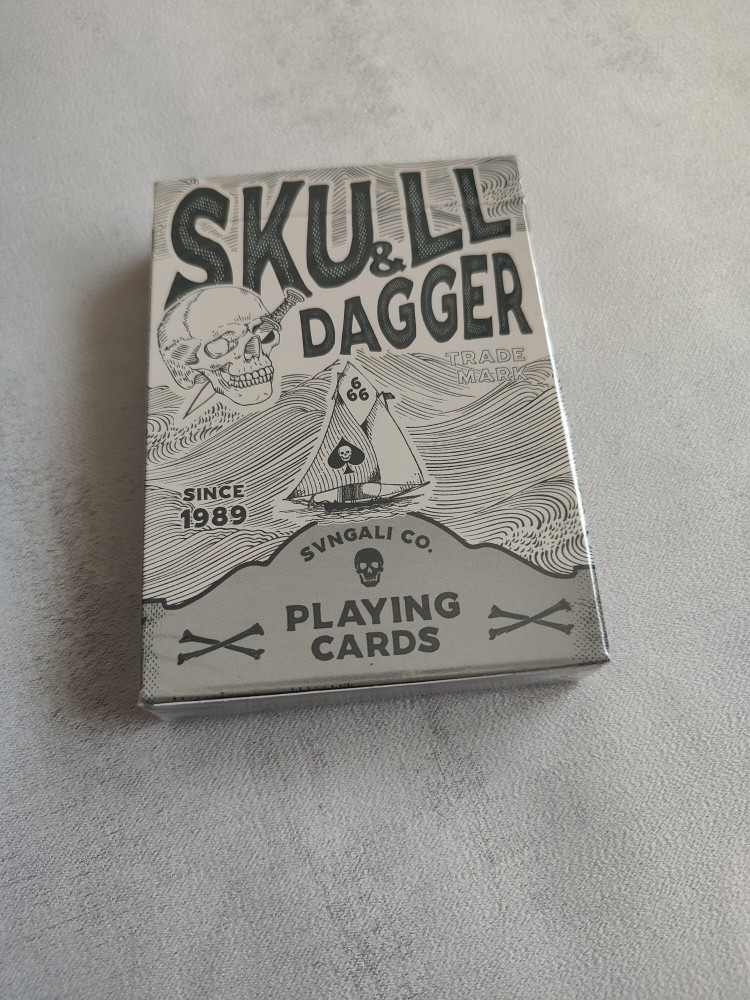 SKULL
&
DAGGER
TRADE
MARK
6
66
SINCE
1989
SVNGALI CO.
PLAYING
CARDS